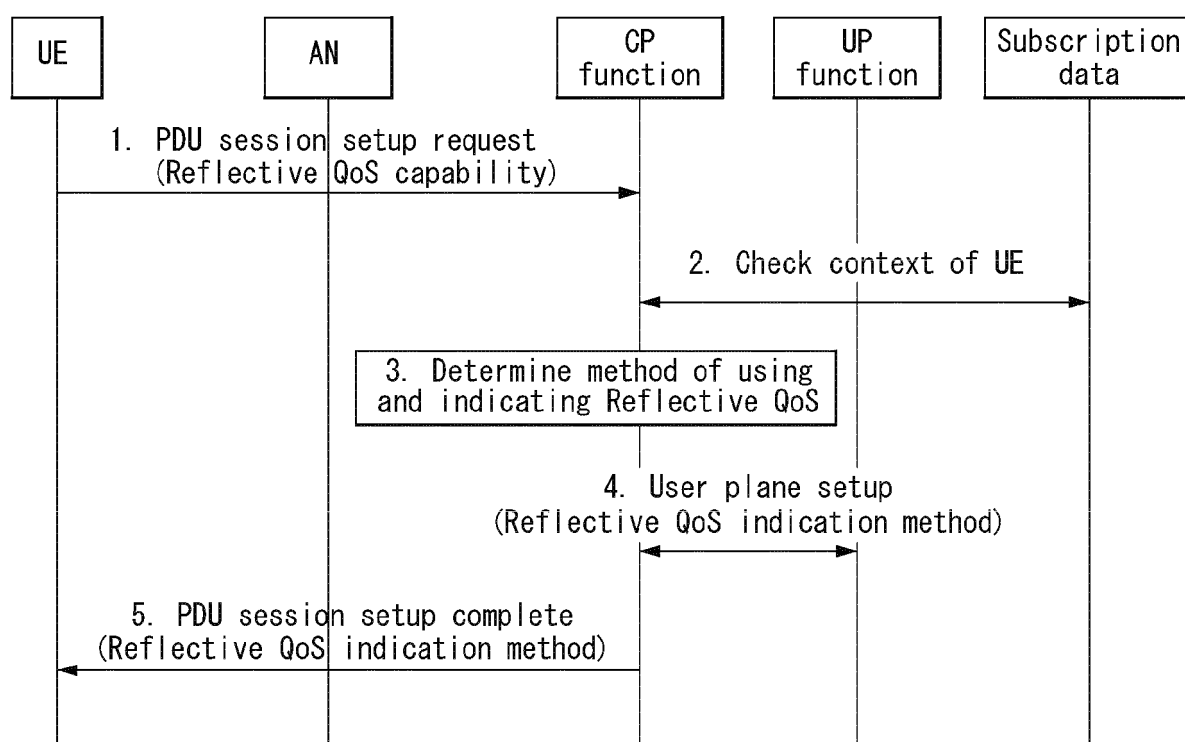 UE
AN
CP
function
UP
function
Subscription
data
1. PDU session setup request
(Reflective QoS capability)
2. Check context of UE
3. Determine method of using
and indicating Reflective QoS
4. User plane setup
(Reflective QoS indication method)
5. PDU session setup complete
(Reflective QoS indication method)